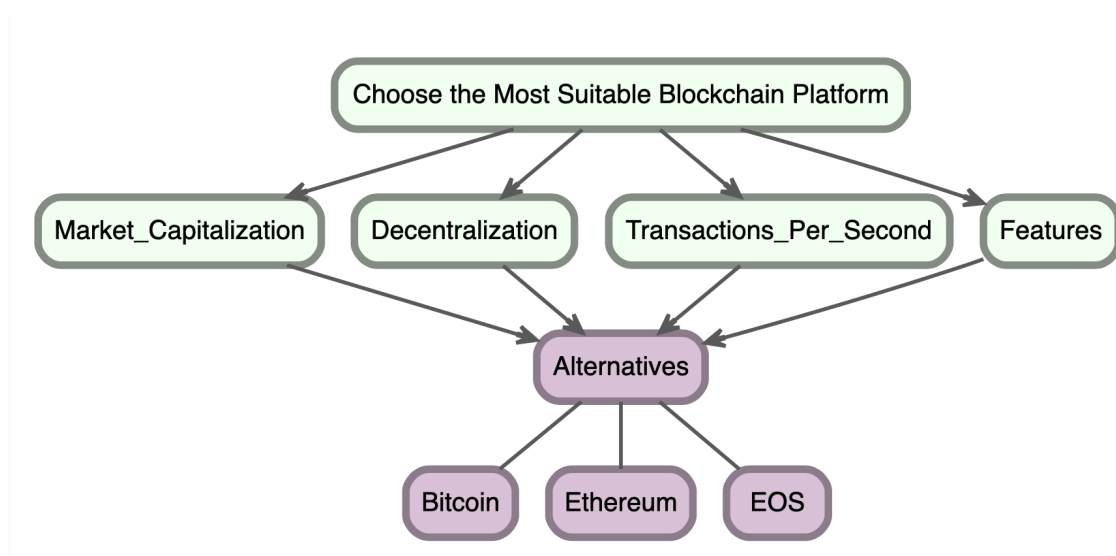 Choose the Most Suitable Blockchain Platform
Market_Capitalization
Decentralization
Transactions_Per_Second
Features
Alternatives
Bitcoin
Ethereum
EOS